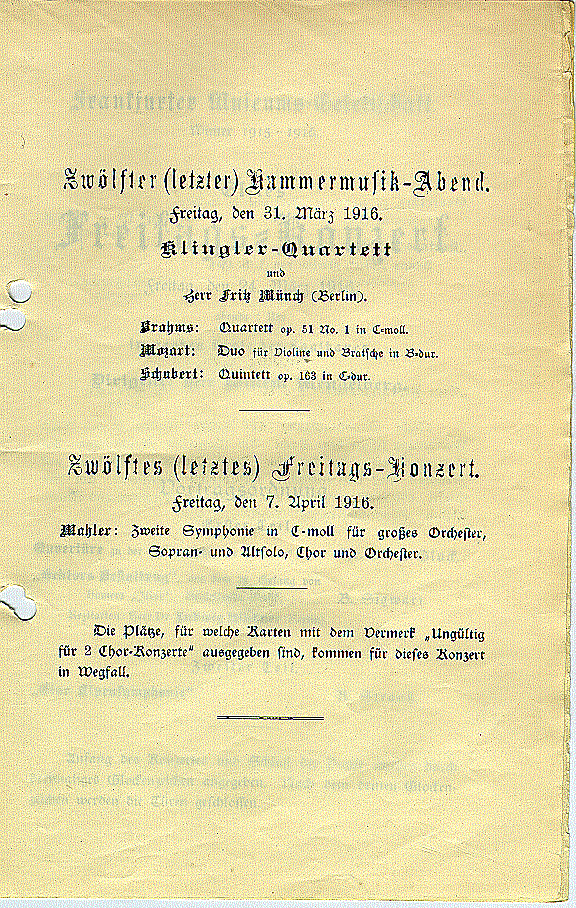 Zwölfter (letzter) Kammermusik-Abend.
Freitag, den 31. März 1916.
Klingler-Quartett
und
Herr Fritz Münch (Berlin).
Brahms: Quartett op. 51 No. 1 in C-moll.
Mozart: Duo für Violine und Bratsche in B-dur.
Schubert: Quintett op. 163 in C-dur.
Zwölftes (letztes) Freitags-Konzert.
Freitag, den 7. April 1916.
Mahler: Zweite Symphonie in C-moll für großes Orchester,
Sopran- und Altsolo, Chor und Orchester.
Die Plätze, für welche Karten mit dem Vermerk „Ungültig
für 2 Chor-Konzerte“ ausgegeben sind, kommen für dieses Konzert
in Wegfall.